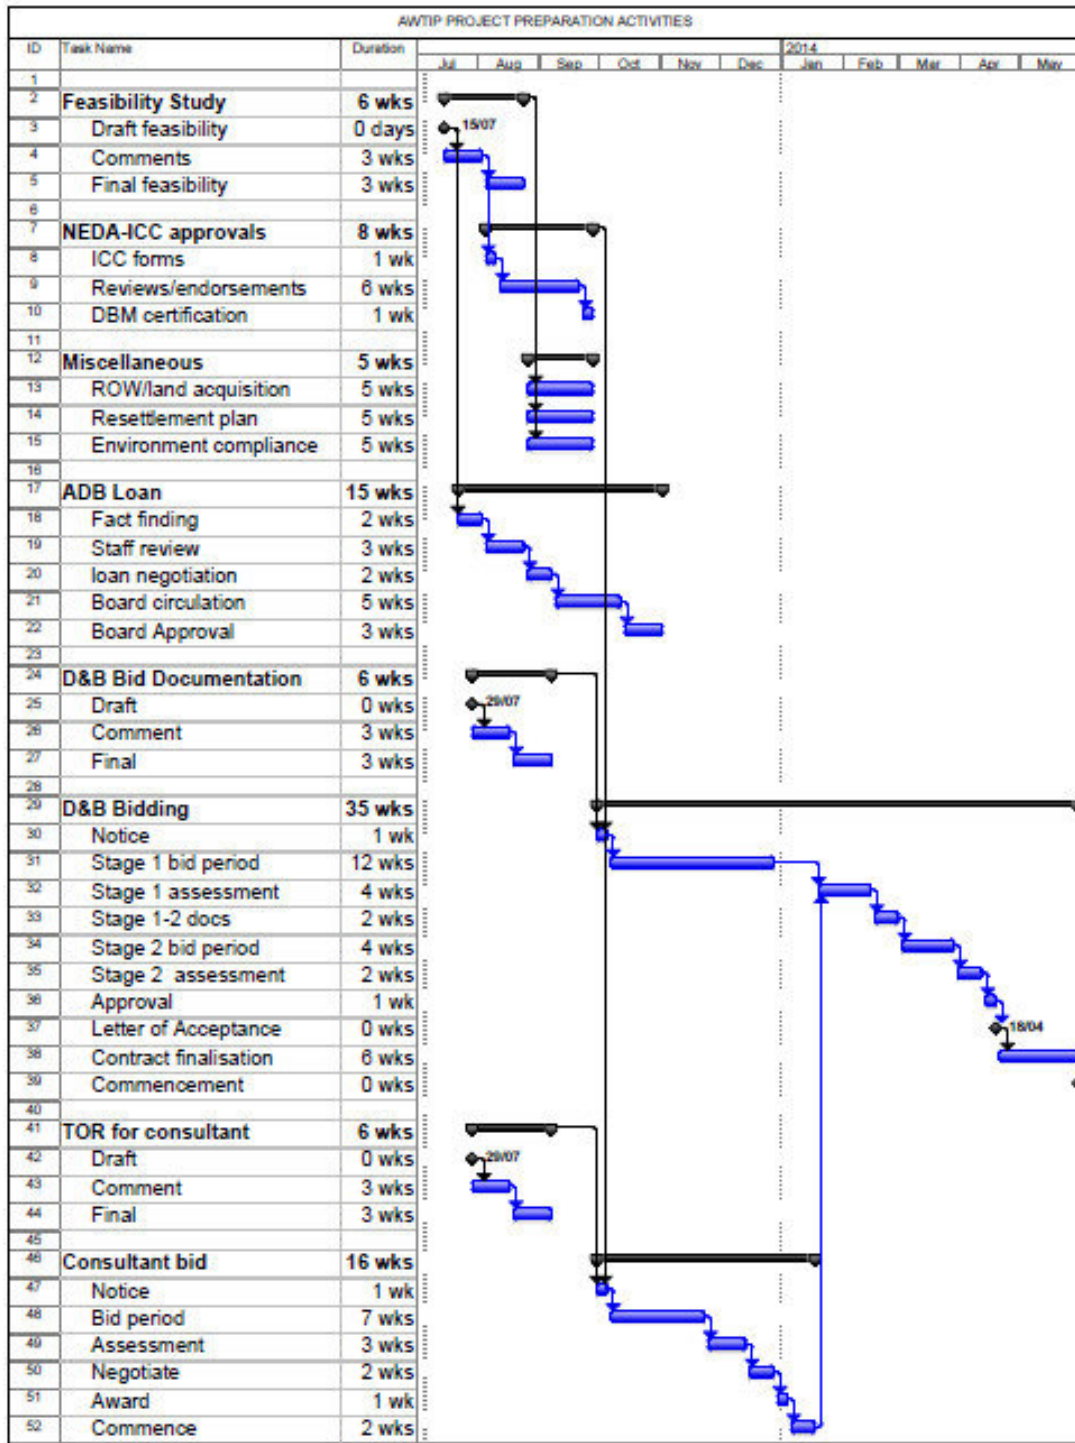 AWTIP PROJECT PREPARATION ACTIVITIES
ID Task Name Duration 2014
Jul Aug Sep Oct Nov Dec Jan Feb Mar Apr May
1
2 Feasibility Study 6 wks
3 Draft feasibility 0 days 15/07
4 Comments 3 wks
5 Final feasibility 3 wks
6
7 NEDA-ICC approvals 8 wks
8 ICC forms 1 wk
9 Reviews/endorsements 6 wks
10 DBM certification 1 wk
11
12 Miscellaneous 5 wks
13 ROW/land acquisition 5 wks
14 Resettlement plan 5 wks
15 Environment compliance 5 wks
16
17 ADB Loan 15 wks
18 Fact finding 2 wks
19 Staff review 3 wks
20 loan negotiation 2 wks
21 Board circulation 5 wks
22 Board Approval 3 wks
23
24 D&B Bid Documentation 6 wks
25 Draft 0 wks 29/07
26 Comment 3 wks
27 Final 3 wks
28
29 D&B Bidding 35 wks
30 Notice 1 wk
31 Stage 1 bid period 12 wks
32 Stage 1 assessment 4 wks
33 Stage 1-2 docs 2 wks
34 Stage 2 bid period 4 wks
35 Stage 2 assessment 2 wks
36 Approval 1 wk
37 Letter of Acceptance 0 wks 18/04
38 Contract finalisation 6 wks
39 Commencement 0 wks
40
41 TOR for consultant 6 wks
42 Draft 0 wks 29/07
43 Comment 3 wks
44 Final 3 wks
45
46 Consultant bid 16 wks
47 Notice 1 wk
48 Bid period 7 wks
49 Assessment 3 wks
50 Negotiate 2 wks
51 Award 1 wk
52 Commence 2 wks